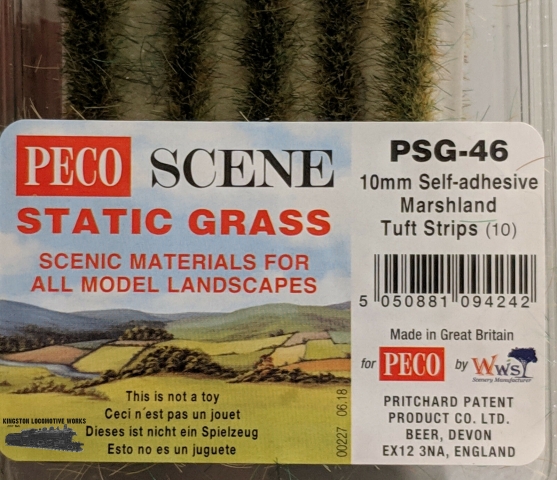 PECO SCENE
STATIC GRASS
SCENIC MATERIALS FOR
ALL MODEL LANDSCAPES
This is not a toy
Ceci n´est pas un jouet
Dieses ist nicht ein Spielzeug
Esto no es un juguete
00227 06.18
KINGSTON LOCOMOTIVE WORKS
PSG-46
10mm Self-adhesive
Marshland
Tuft Strips (10)
5 050881 094242
Made in Great Britain
for PECO by WWS
Scenery Manufacturer
PRITCHARD PATENT
PRODUCT CO. LTD.
BEER, DEVON
EX12 3NA, ENGLAND